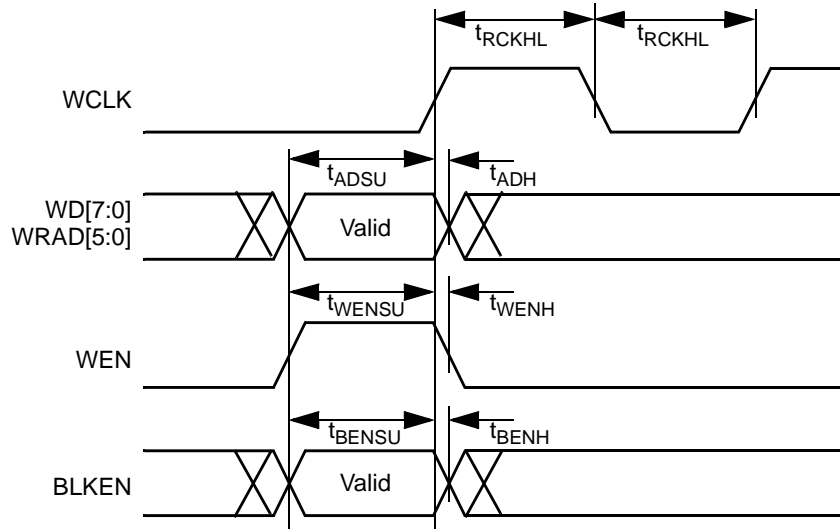 tRCKHL tRCKHL
WCLK
tADSU tADH
WD[7:0]
WRAD[5:0]
Valid
tWENSU tWENH
WEN
tBENSU tBENH
BLKEN
Valid